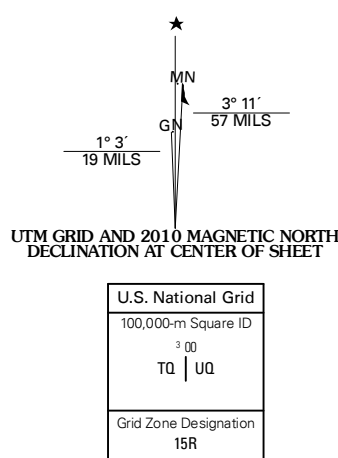 ★
MN
GN
3° 11´
57 MILS
1° 3´
19 MILS
UTM GRID AND 2010 MAGNETIC NORTH
DECLINATION AT CENTER OF SHEET
U.S. National Grid
100,000-m Square ID
3 00
TQ | UQ
Grid Zone Designation
15R